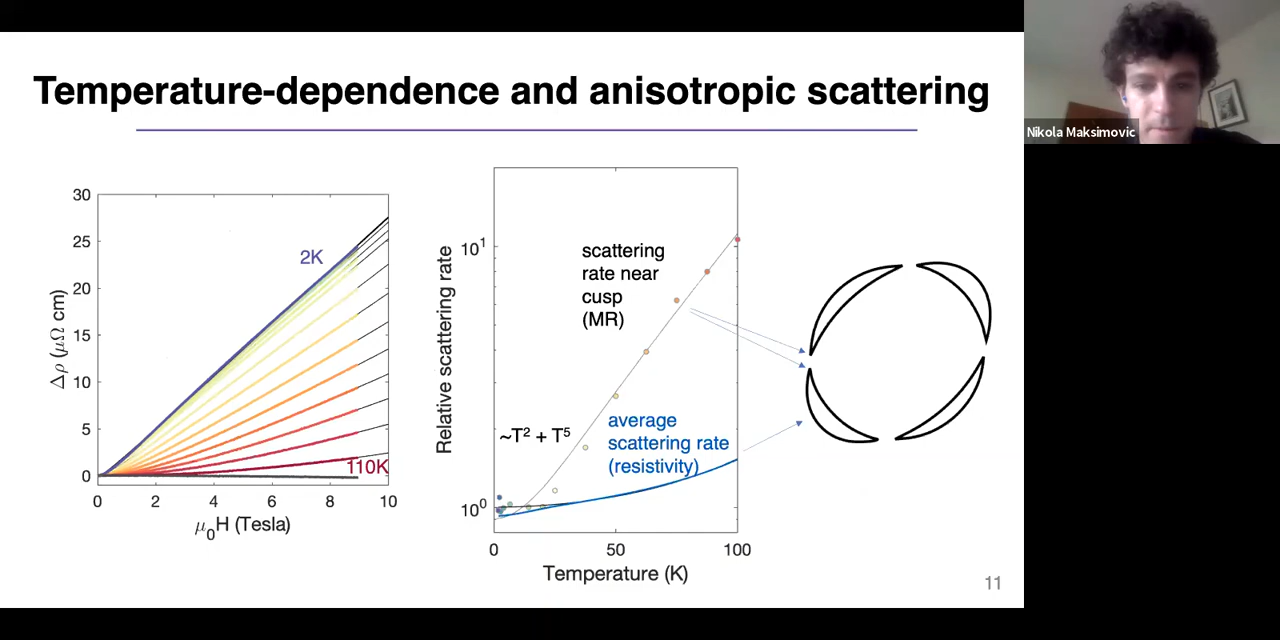 Temperature-dependence and anisotropic scattering
Nikola Maksimovic
30
25
20
15
10
5
0
Δρ (μΩ cm)
2K
110K
0
2
4
6
8
10
μ₀H (Tesla)
Relative scattering rate
10¹
10⁰
scattering
rate near
cusp
(MR)
~T² + T⁵
average
scattering rate
(resistivity)
0
50
100
Temperature (K)
11